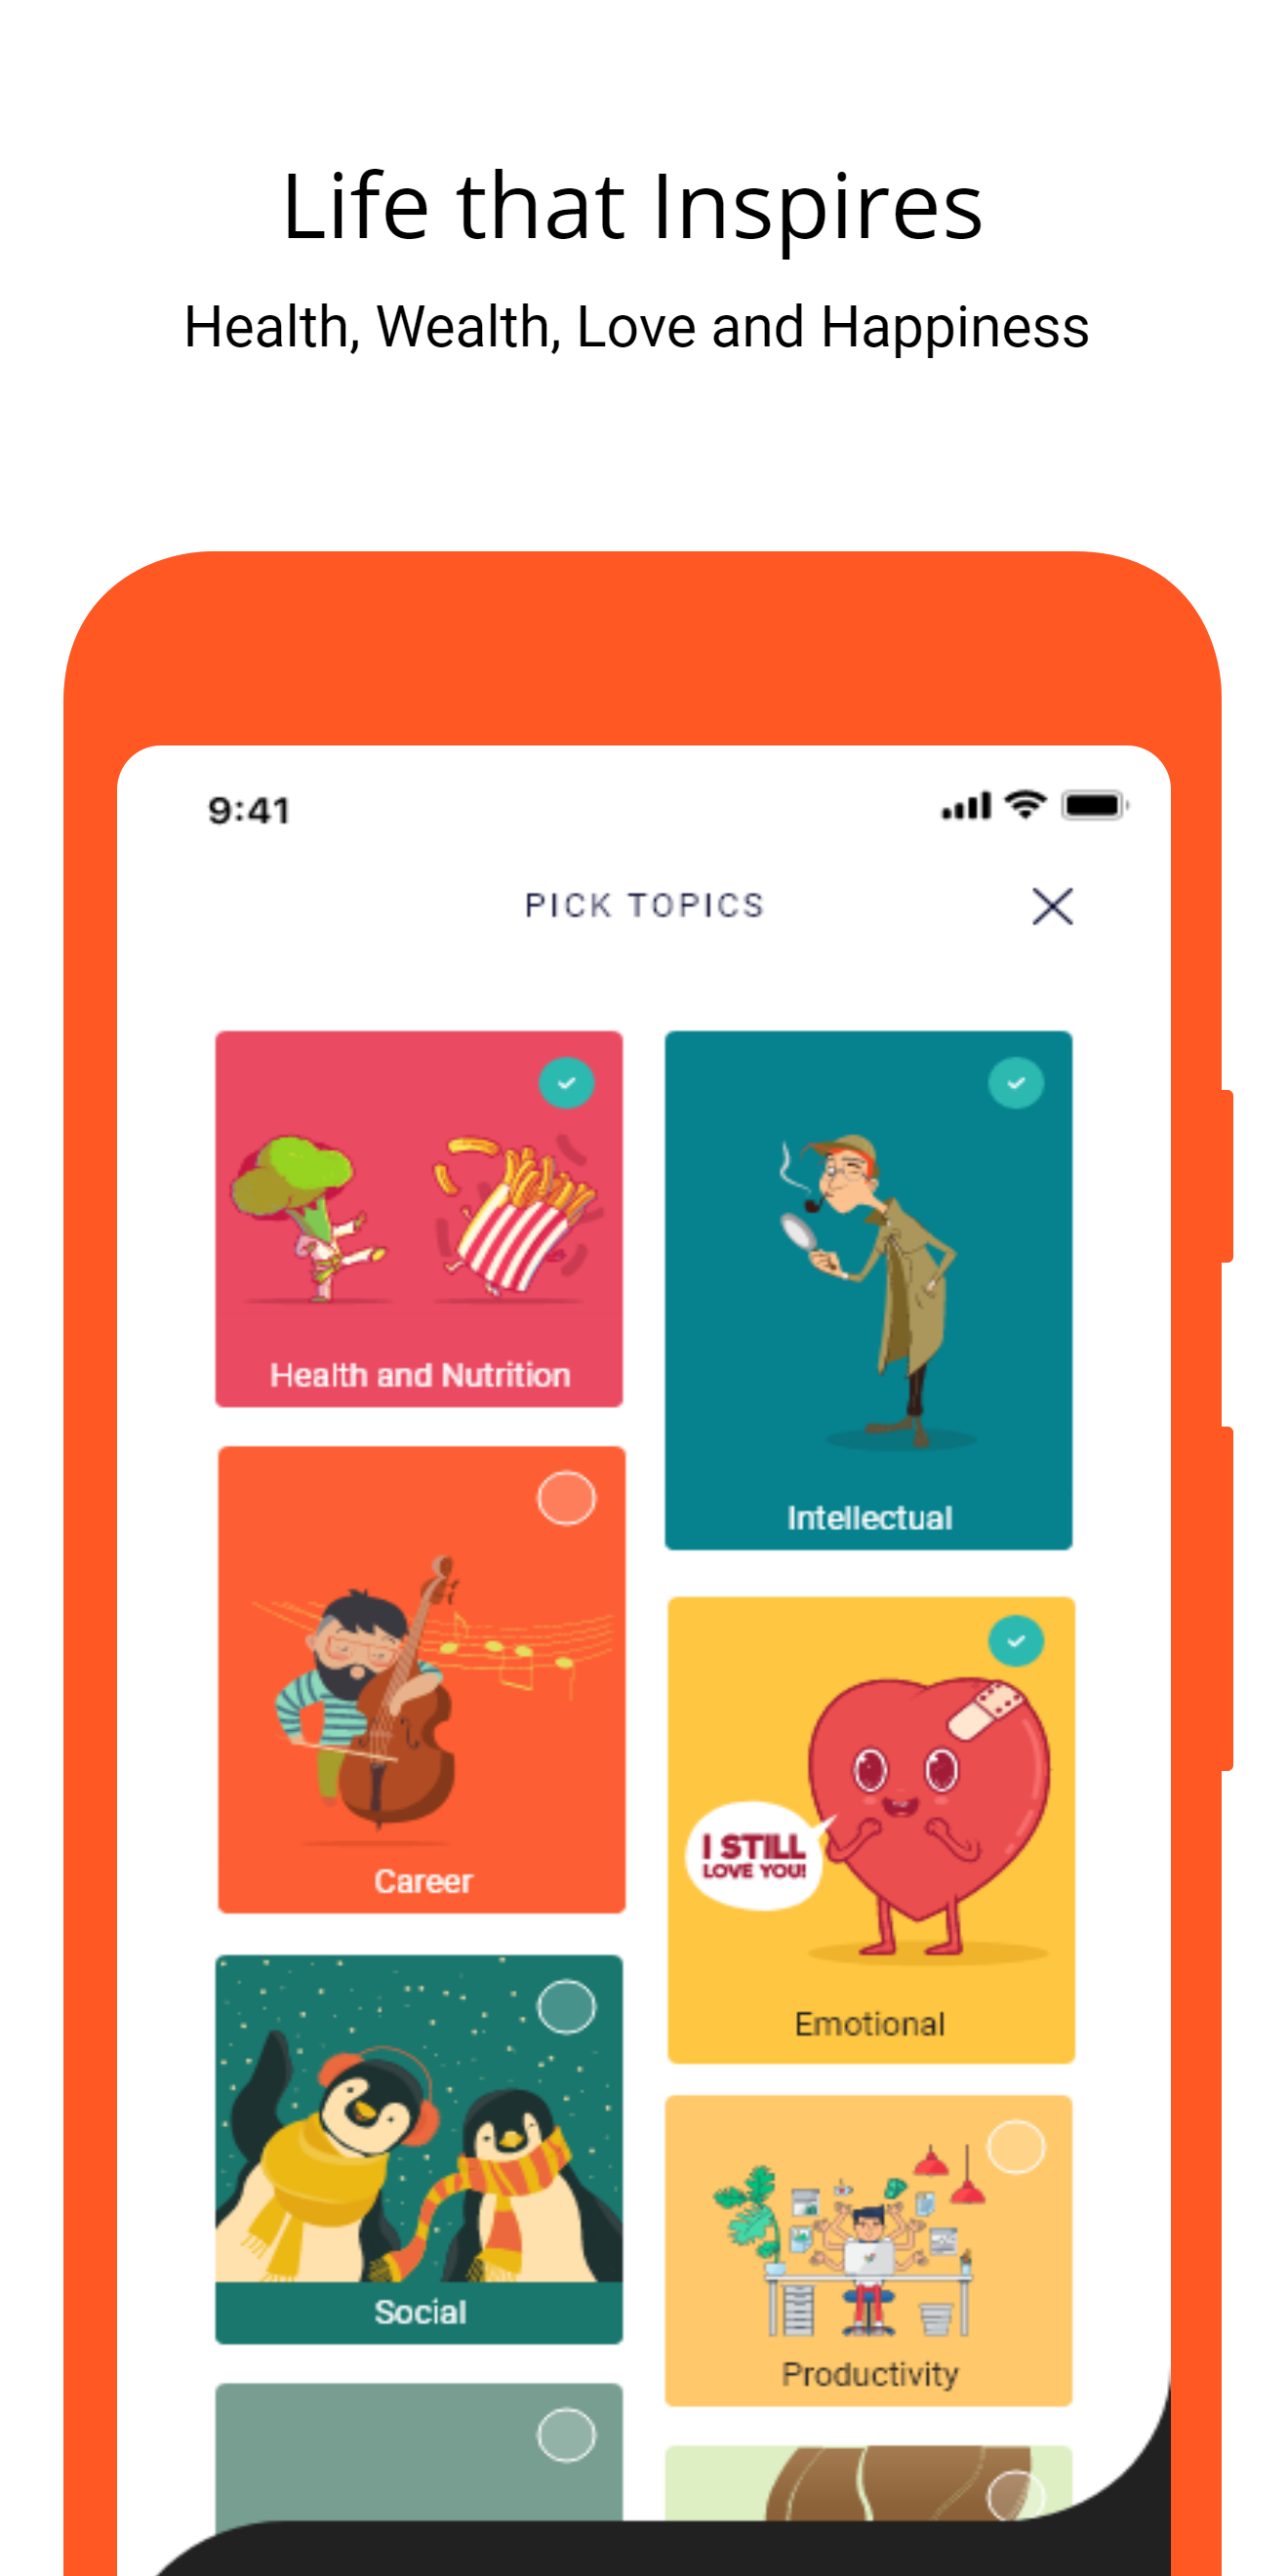 Life that Inspires
Health, Wealth, Love and Happiness
9:41
PICK TOPICS
Health and Nutrition
Intellectual
Career
I STILL
LOVE YOU!
Emotional
Social
Productivity